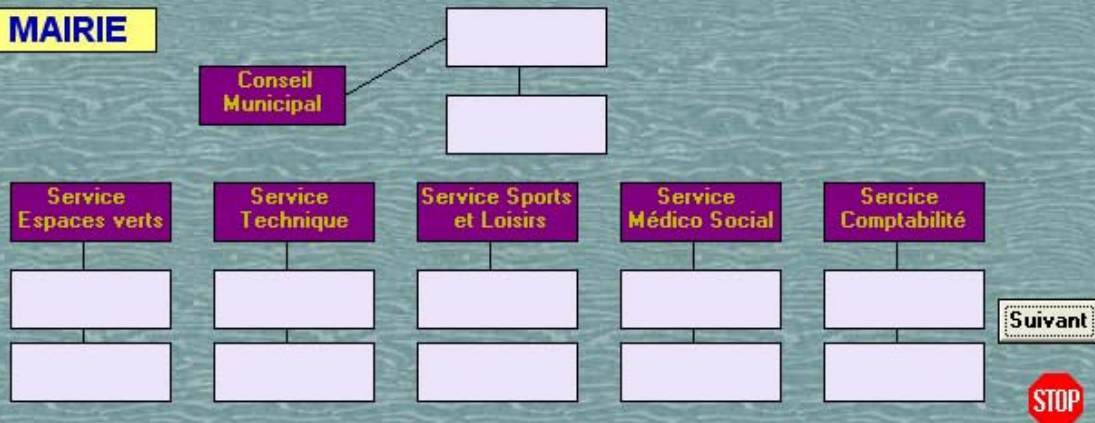 MAIRIE
Conseil
Municipal
Service
Espaces verts
Service
Technique
Service Sports
et Loisirs
Service
Médico Social
Sercice
Comptabilité
Suivant
STOP